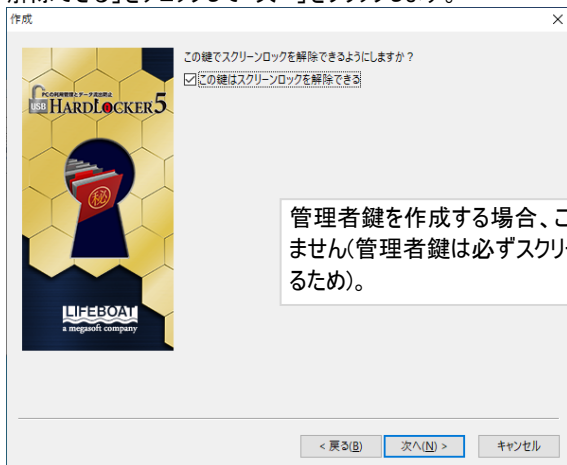 解除できる」をチェックして「次へ」をクリックします。
作成
この鍵でスクリーンロックを解除できるようにしますか？
この鍵はスクリーンロックを解除できる
PCの利用管理とデータ流出防止
USB HARDLOCKER5
秘
管理者鍵を作成する場合、こ
ません(管理者鍵は必ずスクリー
るため)。
LIFEBOAT
a megasoft company
< 戻る(B)
次へ(N) >
キャンセル